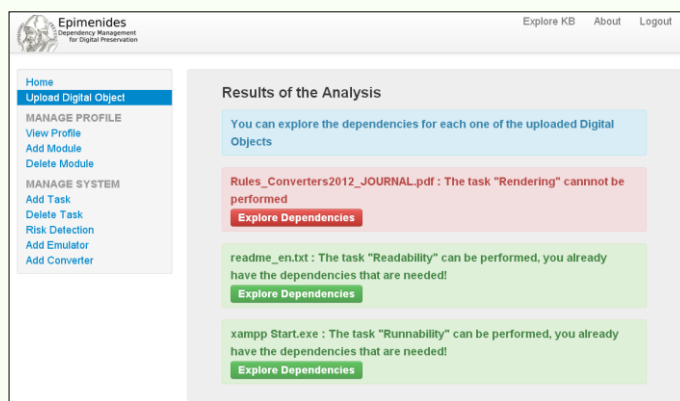 Epimenides
Dependency Management
for Digital Preservation
Explore KB About Logout
Home
Upload Digital Object
MANAGE PROFILE
View Profile
Add Module
Delete Module
MANAGE SYSTEM
Add Task
Delete Task
Risk Detection
Add Emulator
Add Converter
Results of the Analysis
You can explore the dependencies for each one of the uploaded Digital
Objects
Rules_Converters2012_JOURNAL.pdf : The task "Rendering" cannnot be
performed
Explore Dependencies
readme_en.txt : The task "Readability" can be performed, you already
have the dependencies that are needed!
Explore Dependencies
xampp Start.exe : The task "Runnability" can be performed, you already
have the dependencies that are needed!
Explore Dependencies